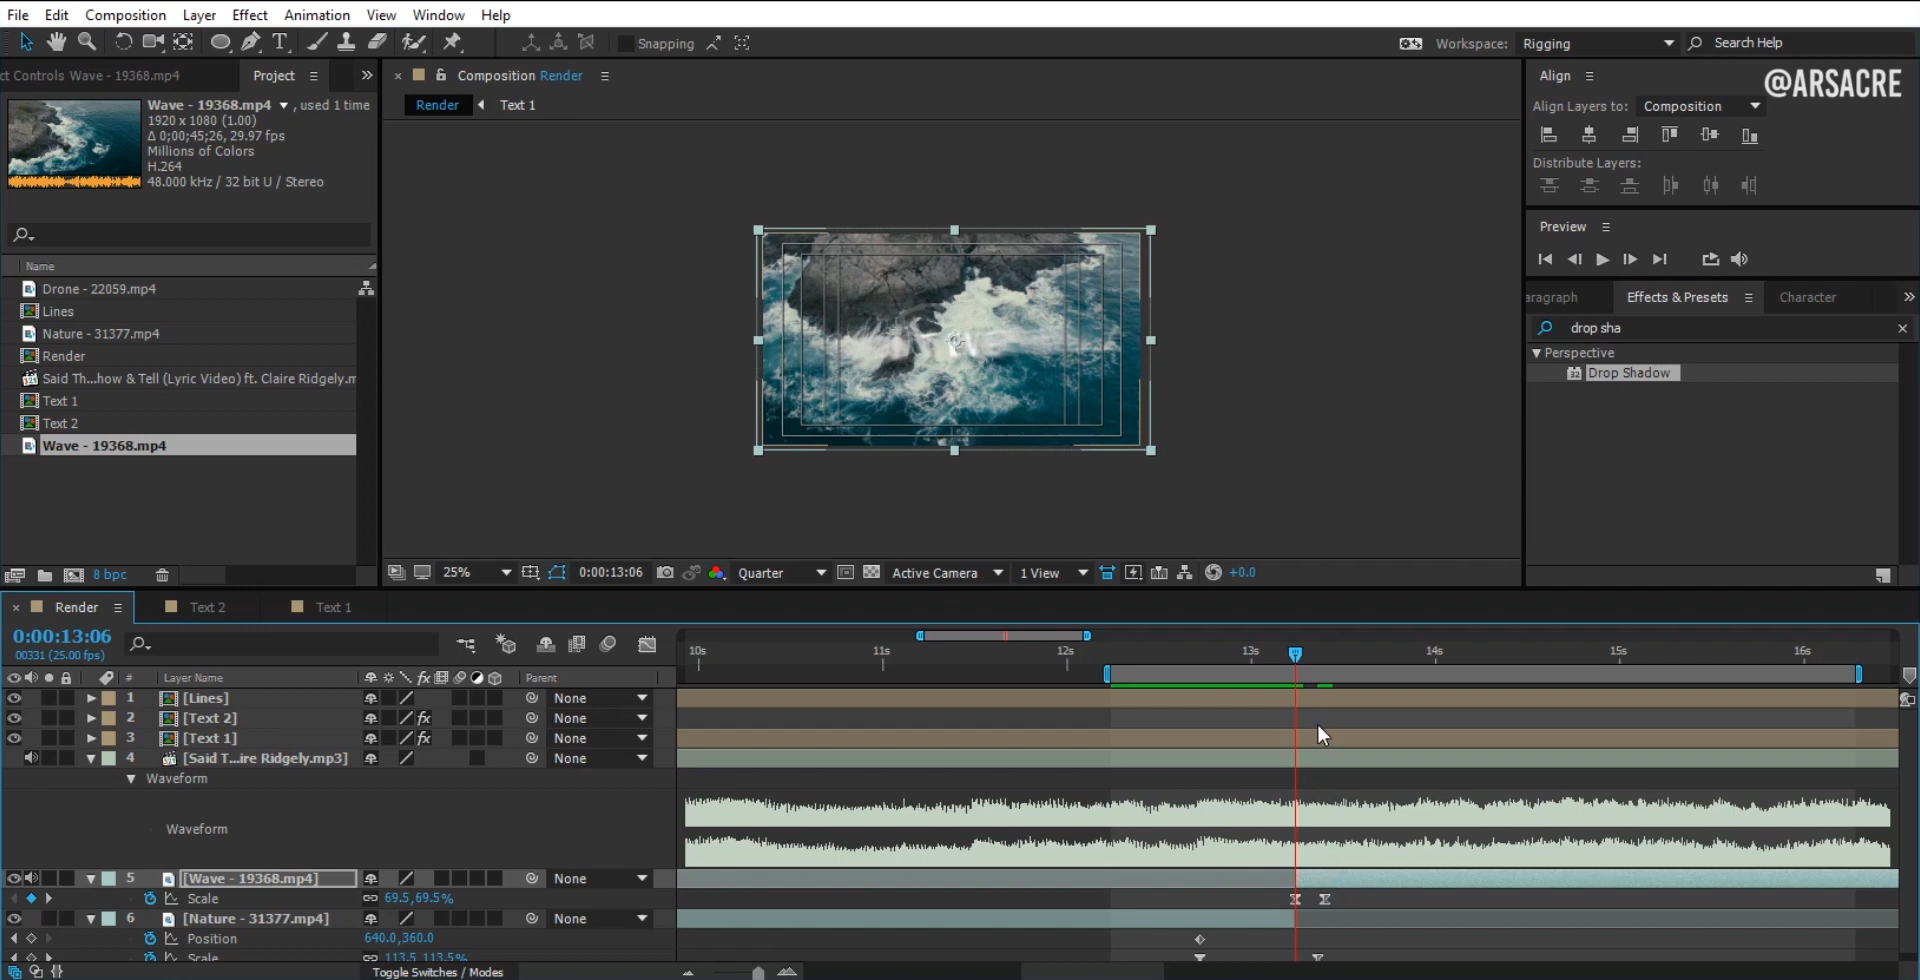 File Edit Composition Layer Effect Animation View Window Help
Snapping
Workspace: Rigging
Search Help
ct Controls Wave - 19368.mp4
Project
Wave - 19368.mp4 , used 1 time
1920 x 1080 (1.00)
Δ 0;00;45;26, 29.97 fps
Millions of Colors
H.264
48.000 kHz / 32 bit U / Stereo
Name
Drone - 22059.mp4
Lines
Nature - 31377.mp4
Render
Said Th...how & Tell (Lyric Video) ft. Claire Ridgely.m
Text 1
Text 2
Wave - 19368.mp4
8 bpc
Composition Render
Render Text 1
25% 0:00:13:06 Quarter Active Camera 1 View +0.0
Align
@ARSACRE
Align Layers to: Composition
Distribute Layers:
Preview
aragraph Effects & Presets Character
drop sha
Perspective
32 Drop Shadow
Render Text 2 Text 1
0:00:13:06
00331 (25.00 fps)
# Layer Name fx Parent
10s 11s 12s 13s 14s 15s 16s
1 [Lines] None
2 [Text 2] fx None
3 [Text 1] fx None
4 [Said T...ire Ridgely.mp3] None
Waveform
Waveform
5 [Wave - 19368.mp4] None
Scale 69.5,69.5%
6 [Nature - 31377.mp4] None
Position 640.0,360.0
Scale 113.5,113.5%
Toggle Switches / Modes